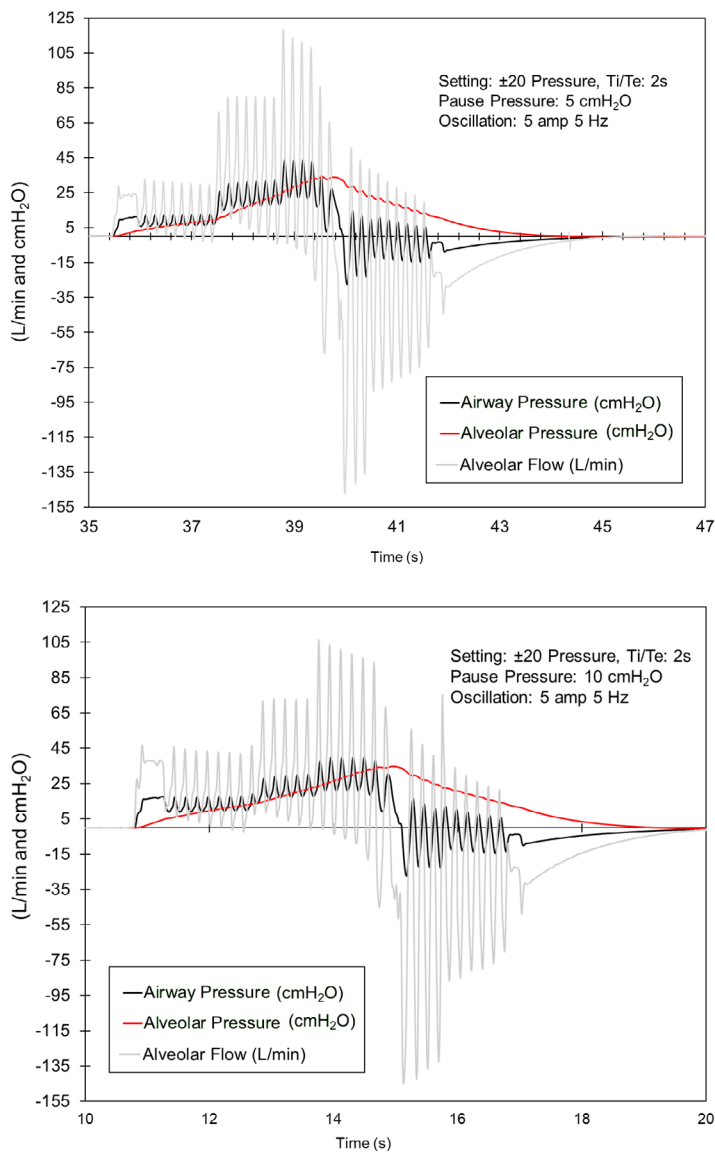 125
105
85
65
45
25
5
-15
-35
-55
-75
-95
-115
-135
-155
(L/min and cmH₂O)
Setting: ±20 Pressure, Ti/Te: 2s
Pause Pressure: 5 cmH₂O
Oscillation: 5 amp 5 Hz
Airway Pressure (cmH₂O)
Alveolar Pressure (cmH₂O)
Alveolar Flow (L/min)
35 37 39 41 43 45 47
Time (s)
125
105
85
65
45
25
5
-15
-35
-55
-75
-95
-115
-135
-155
(L/min and cmH₂O)
Setting: ±20 Pressure, Ti/Te: 2s
Pause Pressure: 10 cmH₂O
Oscillation: 5 amp 5 Hz
Airway Pressure (cmH₂O)
Alveolar Pressure (cmH₂O)
Alveolar Flow (L/min)
10 12 14 16 18 20
Time (s)